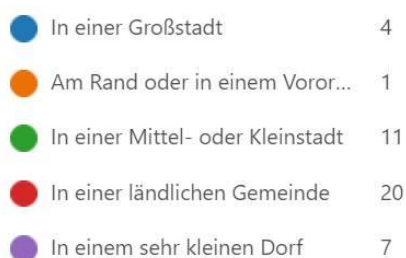 In einer Großstadt 4
Am Rand oder in einem Voror... 1
In einer Mittel- oder Kleinstadt 11
In einer ländlichen Gemeinde 20
In einem sehr kleinen Dorf 7